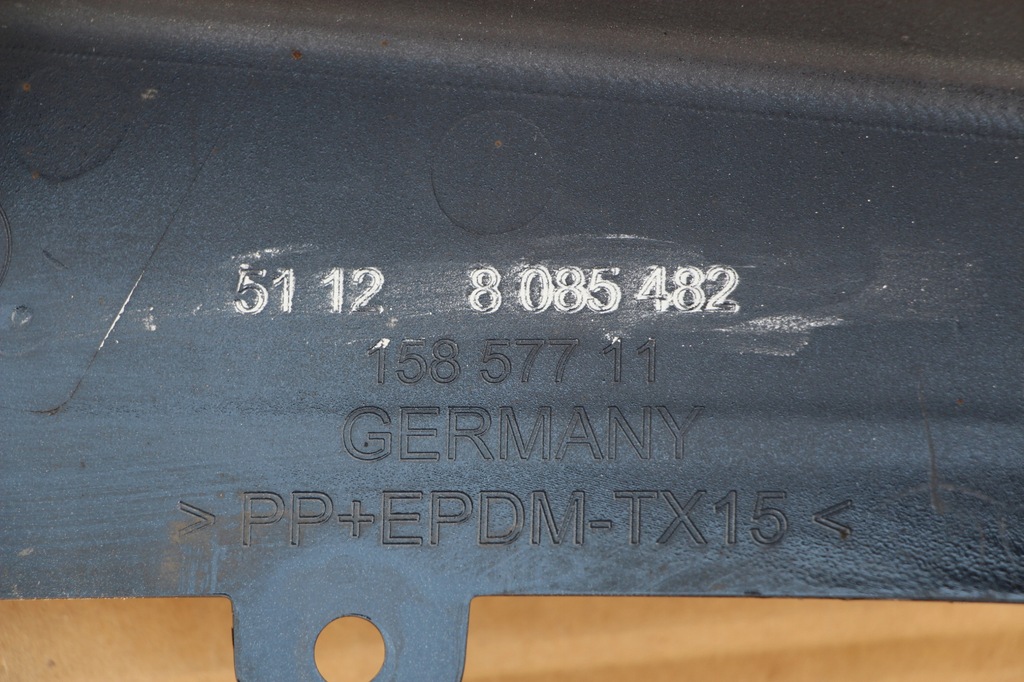 51 12 8 085 482
158 577 11
GERMANY
> PP+EPDM-TX15 <